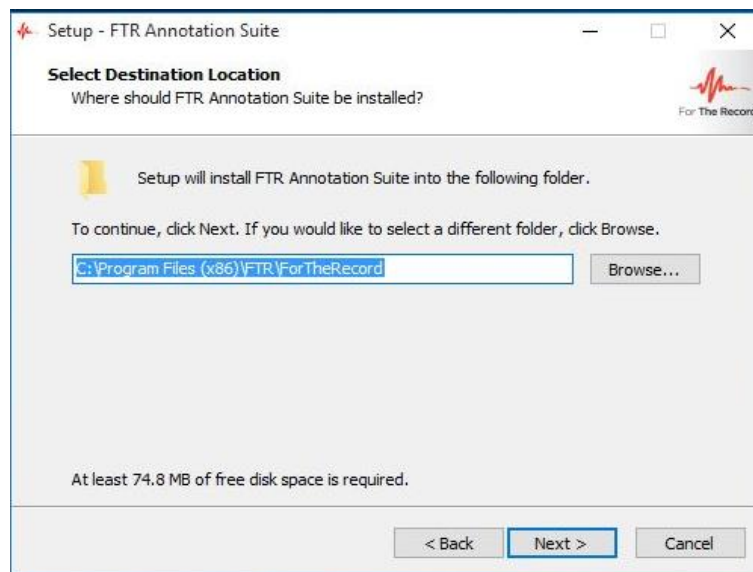 Setup - FTR Annotation Suite
Select Destination Location
Where should FTR Annotation Suite be installed?
For The Record
Setup will install FTR Annotation Suite into the following folder.
To continue, click Next. If you would like to select a different folder, click Browse.
C:\Program Files (x86)\FTR\ForTheRecord
Browse...
At least 74.8 MB of free disk space is required.
< Back
Next >
Cancel